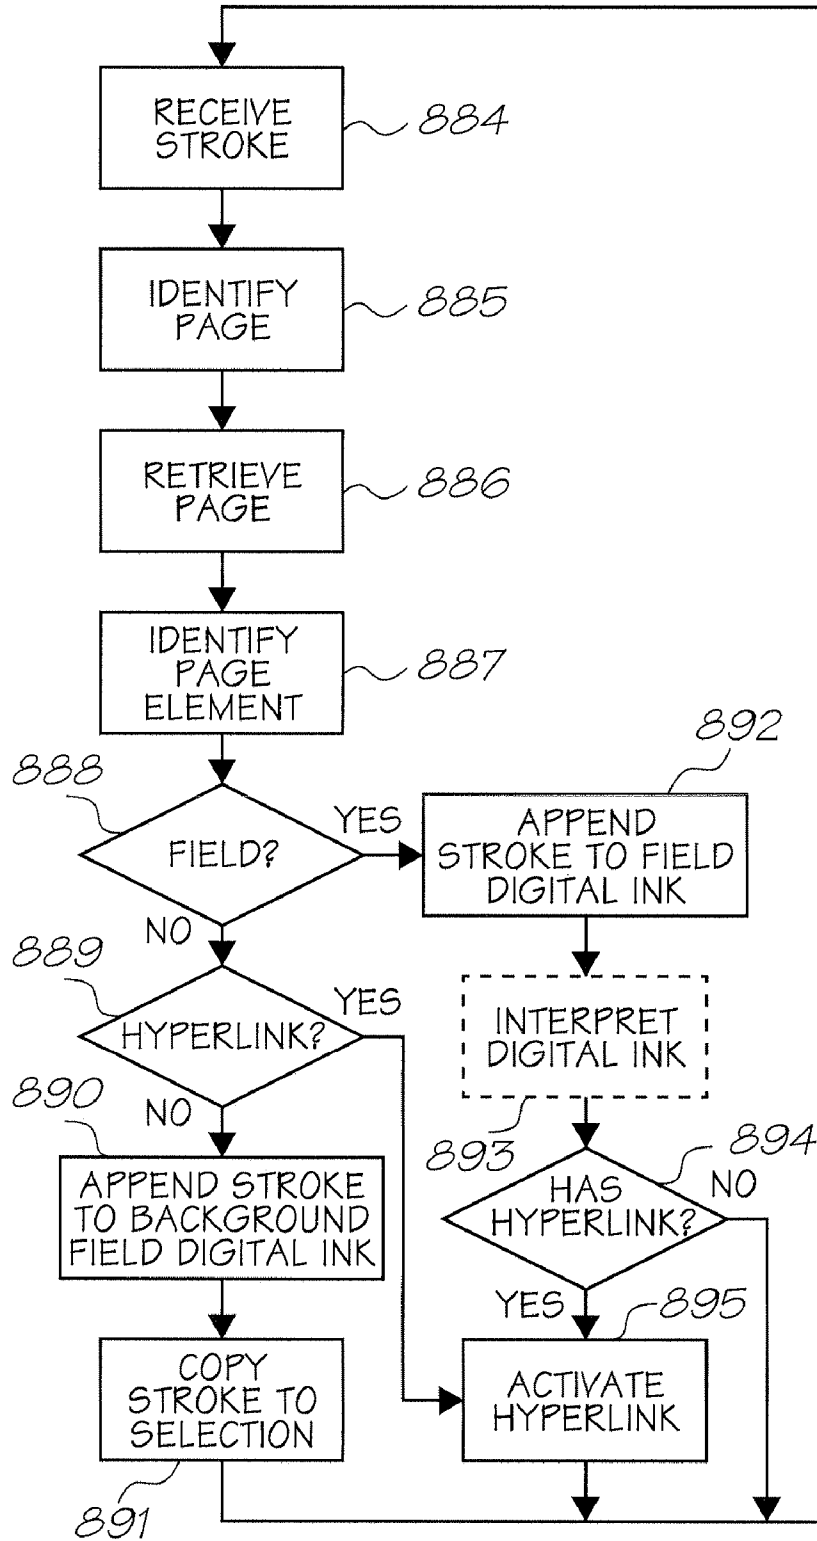 RECEIVE
STROKE
884
IDENTIFY
PAGE
885
RETRIEVE
PAGE
886
IDENTIFY
PAGE
ELEMENT
887
888
FIELD?
YES
NO
892
APPEND
STROKE TO FIELD
DIGITAL INK
889
HYPERLINK?
YES
NO
INTERPRET
DIGITAL INK
893
890
APPEND STROKE
TO BACKGROUND
FIELD DIGITAL INK
894
HAS
HYPERLINK?
NO
YES
895
COPY
STROKE TO
SELECTION
891
ACTIVATE
HYPERLINK